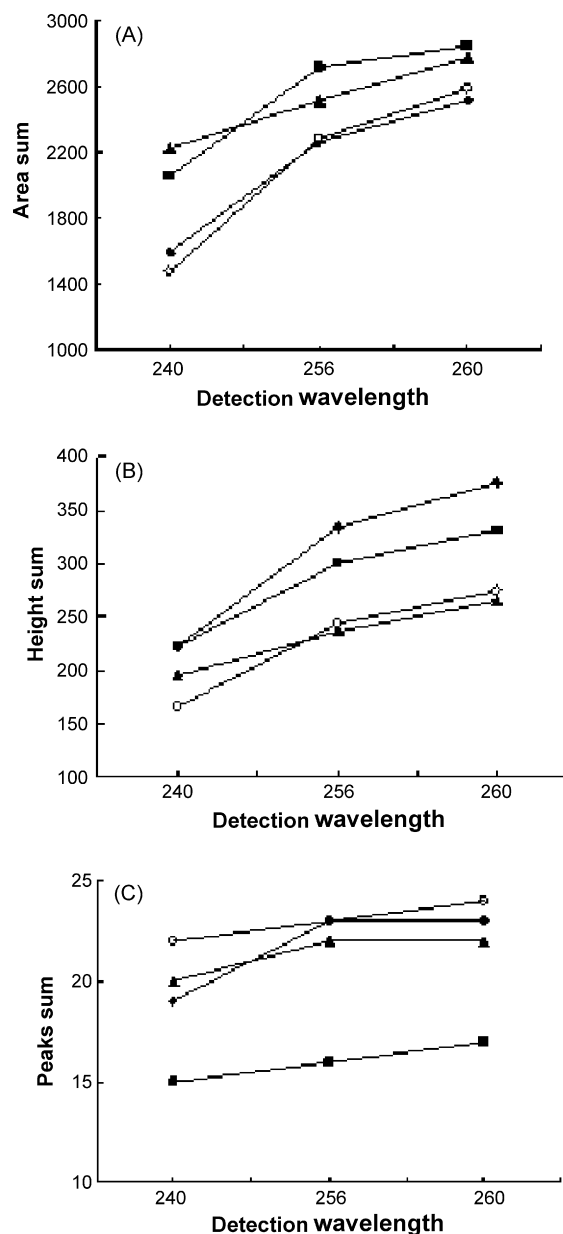 (A)
3000
2600
2200
1800
1400
1000
Area sum
240 256 260
Detection wavelength
(B)
400
350
300
250
200
150
100
Height sum
240 256 260
Detection wavelength
(C)
25
20
15
10
Peaks sum
240 256 260
Detection wavelength